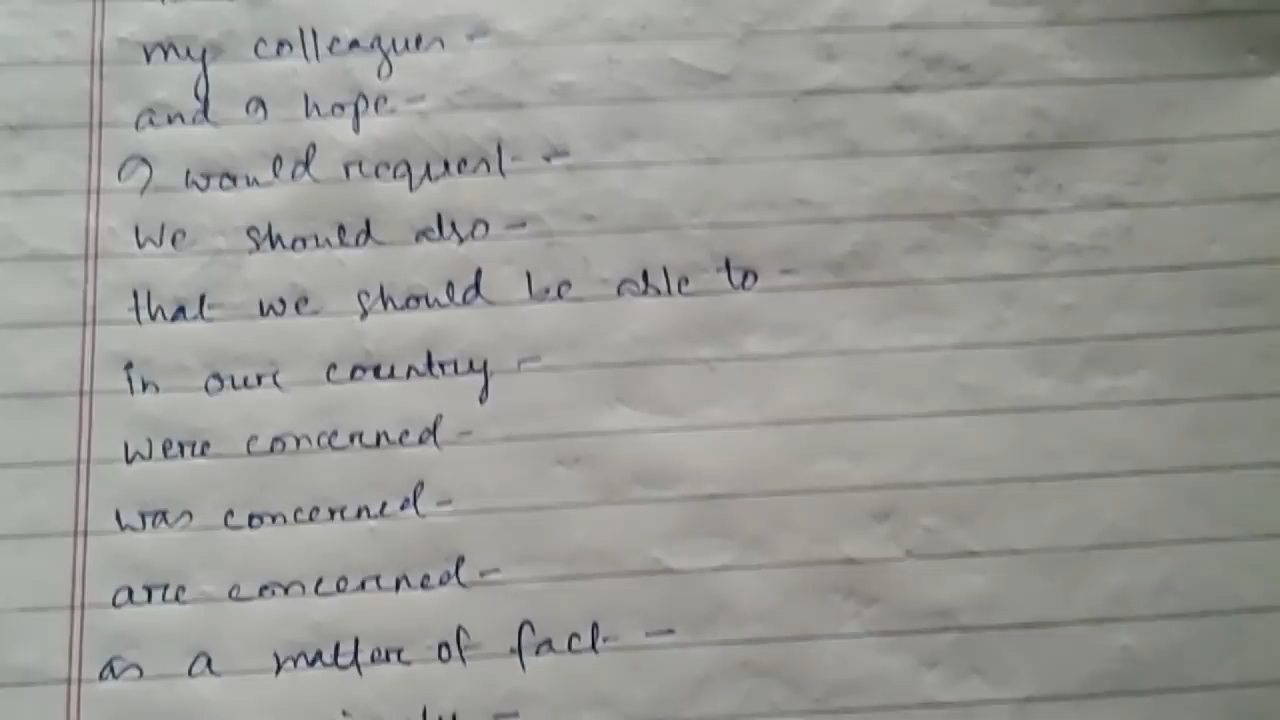 my colleagues -
and I hope -
I would request -
We should also -
that we should be able to -
in our country -
were concerned -
was concerned -
are concerned -
as a matter of fact -